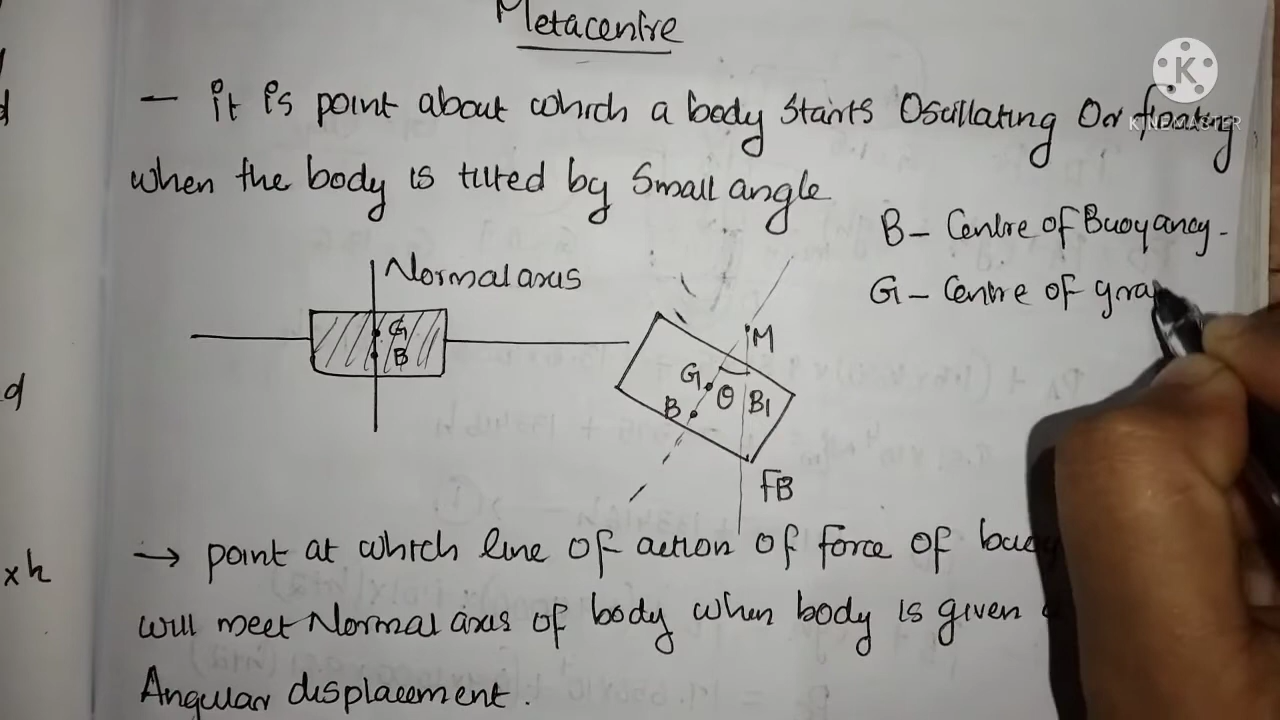 Metacentre
- it is point about which a body starts Oscillating Or floating
KINEMASTER
K
when the body is tilted by Small angle
B - Centre of Buoyancy -
G - Centre of gra
Normal axis
G
B
M
G
θ
B
B1
FB
→ point at which line of action of force of
will meet Normal axis of body when body is given
Angular displacement.
d
d
xh